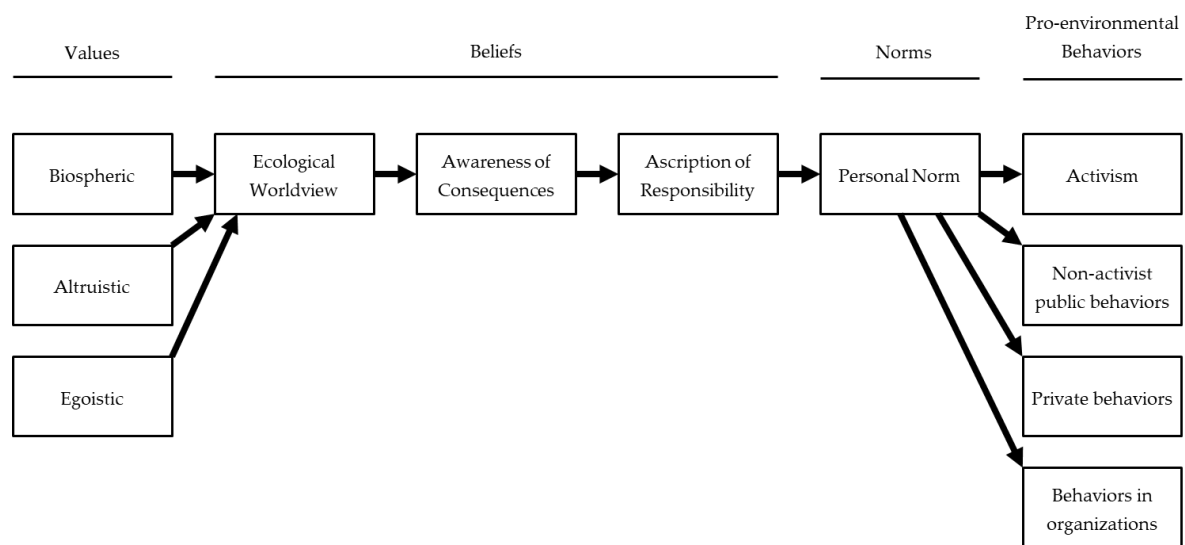 Values
Beliefs
Norms
Pro-environmental
Behaviors
Biospheric
Ecological
Worldview
Awareness of
Consequences
Ascription of
Responsibility
Personal Norm
Activism
Altruistic
Non-activist
public behaviors
Egoistic
Private behaviors
Behaviors in
organizations